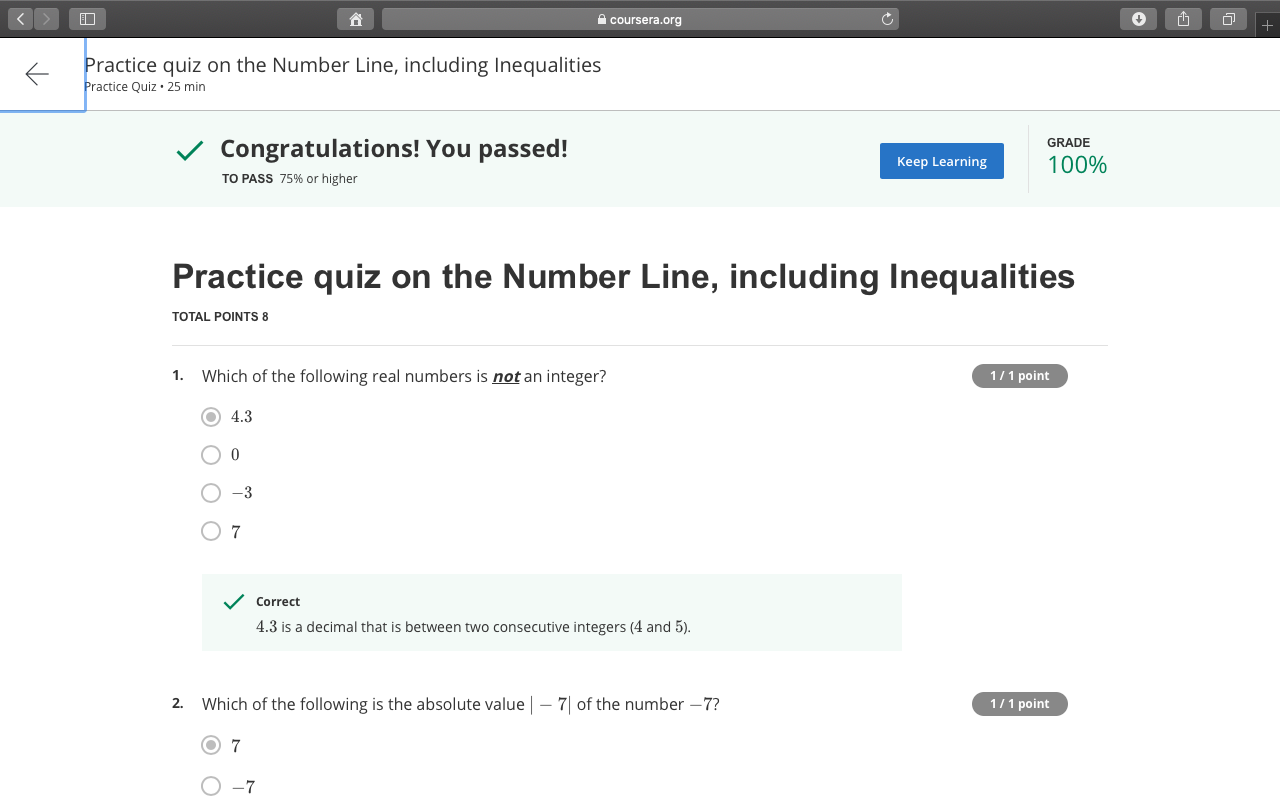 coursera.org
Practice quiz on the Number Line, including Inequalities
Practice Quiz • 25 min
Congratulations! You passed!
TO PASS 75% or higher
Keep Learning
GRADE
100%
Practice quiz on the Number Line, including Inequalities
TOTAL POINTS 8
1. Which of the following real numbers is not an integer?
1 / 1 point
4.3
0
−3
7
Correct
4.3 is a decimal that is between two consecutive integers (4 and 5).
2. Which of the following is the absolute value | − 7| of the number −7?
1 / 1 point
7
−7